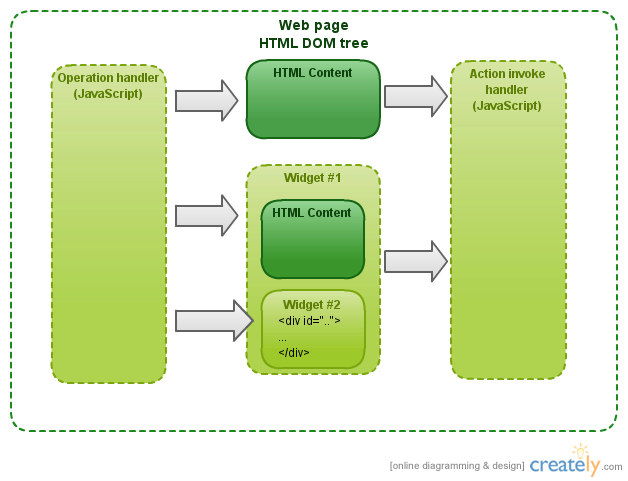 Web page
HTML DOM tree
Operation handler
(JavaScript)
HTML Content
Action invoke
handler
(JavaScript)
Widget #1
HTML Content
Widget #2
<div id="..">
...
</div>
[online diagramming & design] creately.com